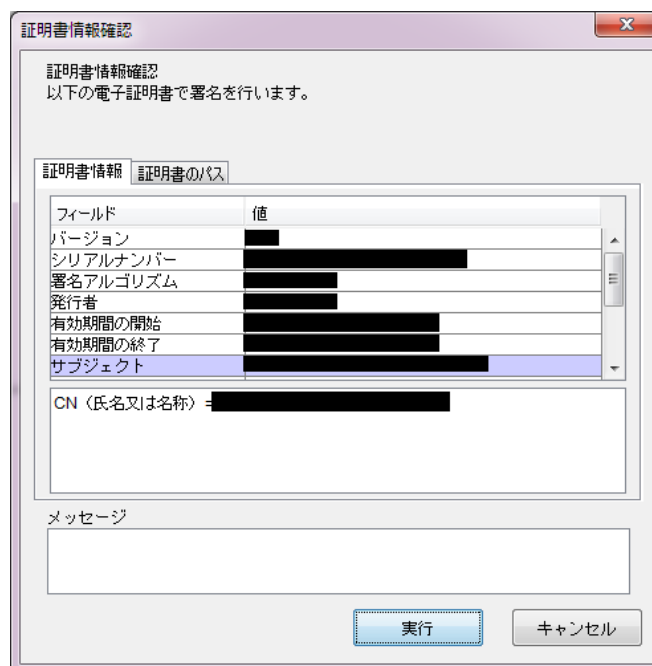 証明書情報確認
証明書情報確認
以下の電子証明書で署名を行います。
証明書情報 証明書のパス
フィールド 値
バージョン
シリアルナンバー
署名アルゴリズム
発行者
有効期間の開始
有効期間の終了
サブジェクト
CN（氏名又は名称）=
メッセージ
実行 キャンセル